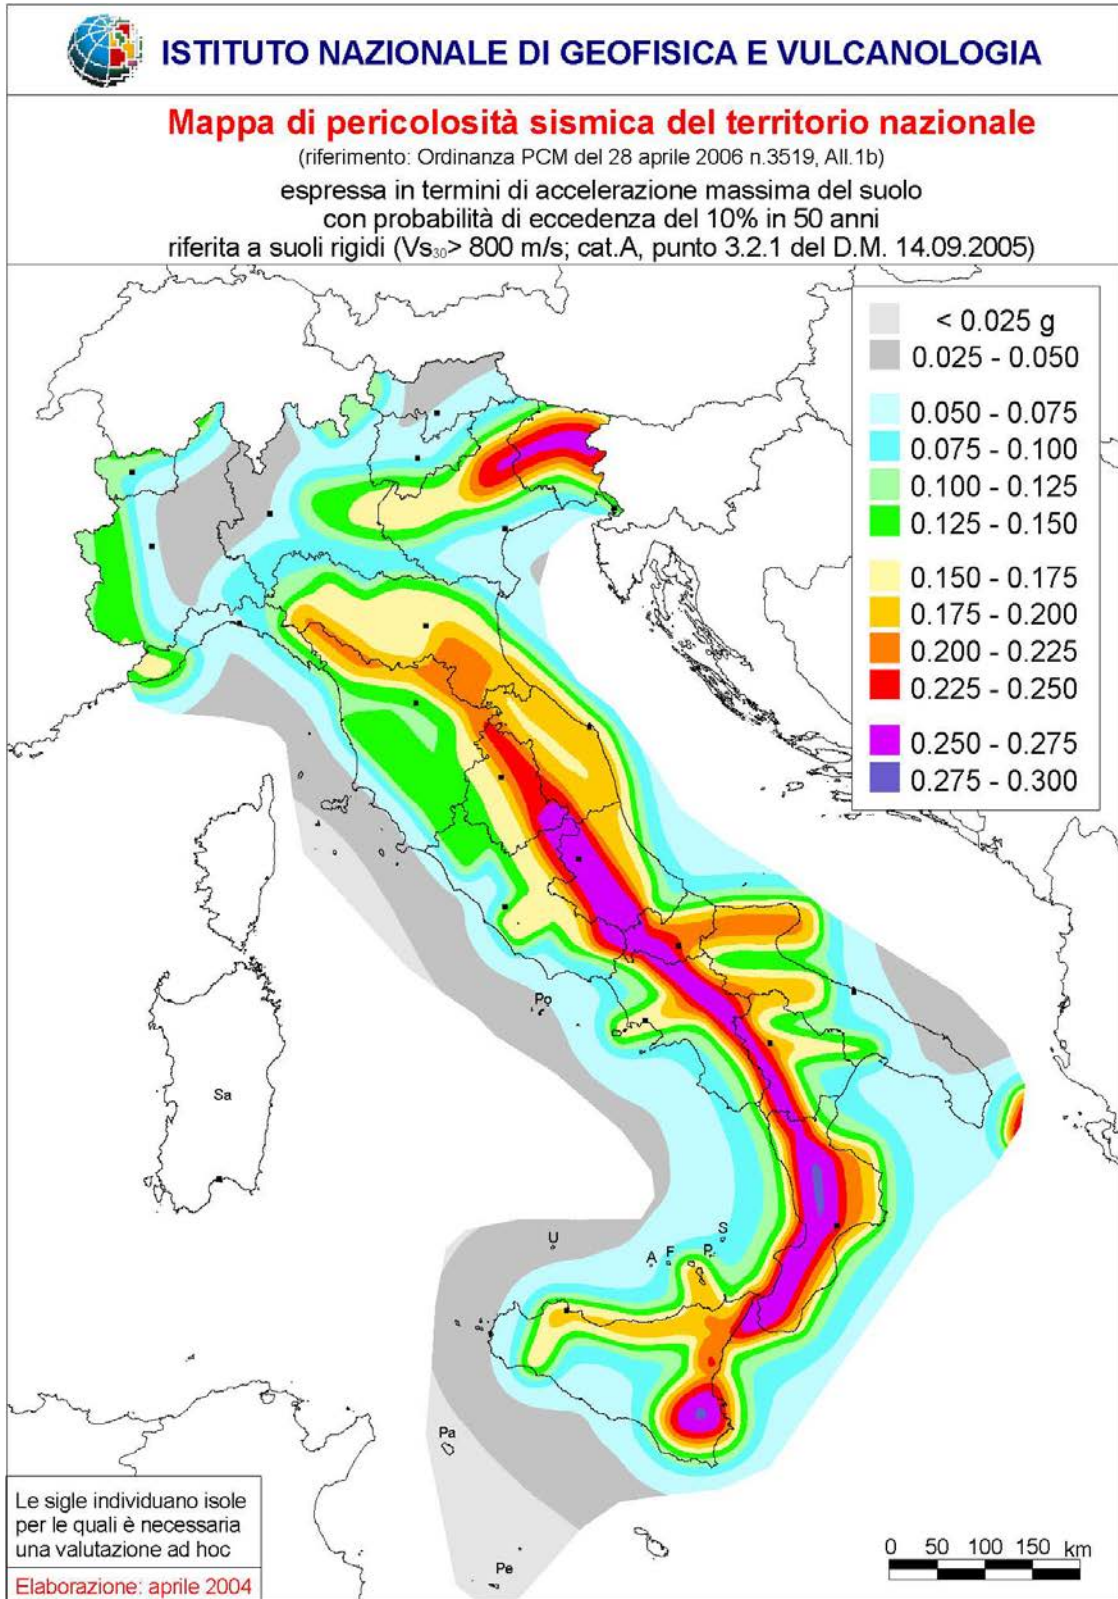 ISTITUTO NAZIONALE DI GEOFISICA E VULCANOLOGIA
Mappa di pericolosità sismica del territorio nazionale
(riferimento: Ordinanza PCM del 28 aprile 2006 n.3519, All.1b)
espressa in termini di accelerazione massima del suolo
con probabilità di eccedenza del 10% in 50 anni
riferita a suoli rigidi (Vs30> 800 m/s; cat.A, punto 3.2.1 del D.M. 14.09.2005)
< 0.025 g
0.025 - 0.050
0.050 - 0.075
0.075 - 0.100
0.100 - 0.125
0.125 - 0.150
0.150 - 0.175
0.175 - 0.200
0.200 - 0.225
0.225 - 0.250
0.250 - 0.275
0.275 - 0.300
Po
Sa
S
U
A F P
Pa
Pe
Le sigle individuano isole
per le quali è necessaria
una valutazione ad hoc
Elaborazione: aprile 2004
0 50 100 150 km